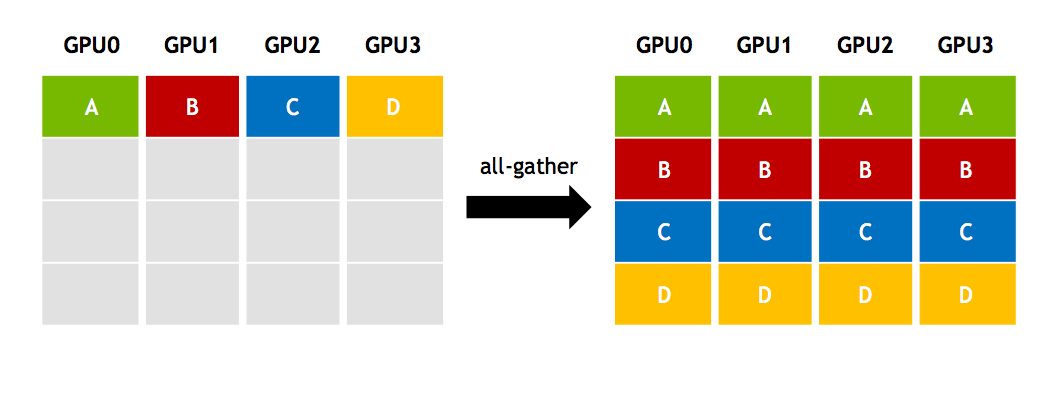 GPU0 GPU1 GPU2 GPU3
A B C D
all-gather
GPU0 GPU1 GPU2 GPU3
A A A A
B B B B
C C C C
D D D D